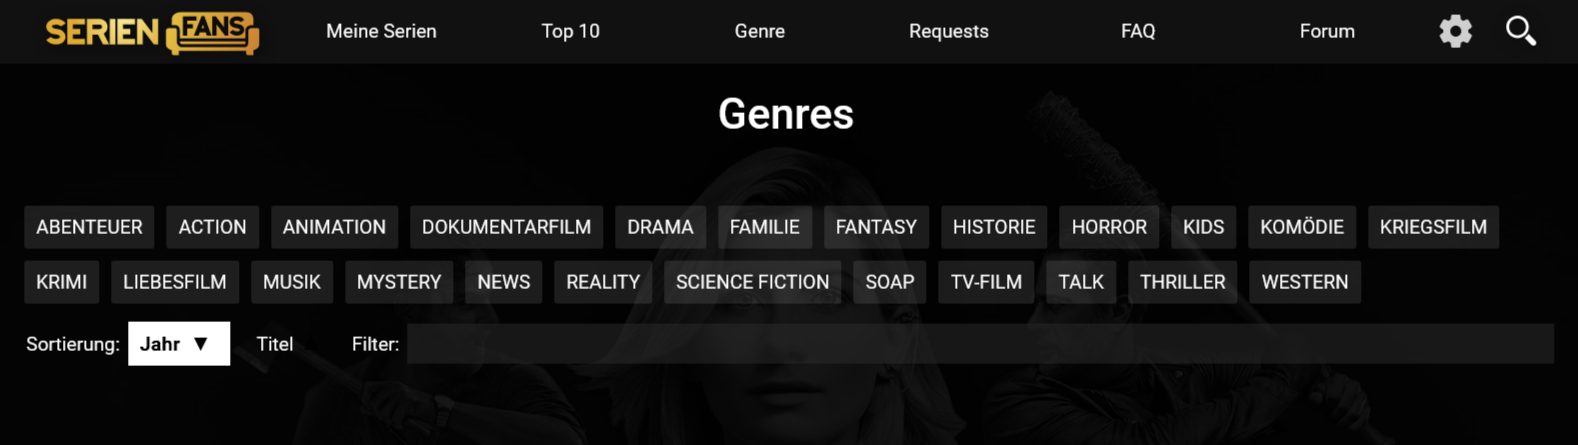 SERIEN FANS Meine Serien Top 10 Genre Requests FAQ Forum
Genres
ABENTEUER ACTION ANIMATION DOKUMENTARFILM DRAMA FAMILIE FANTASY HISTORIE HORROR KIDS KOMÖDIE KRIEGSFILM
KRIMI LIEBESFILM MUSIK MYSTERY NEWS REALITY SCIENCE FICTION SOAP TV-FILM TALK THRILLER WESTERN
Sortierung: Jahr ▼ Titel Filter: